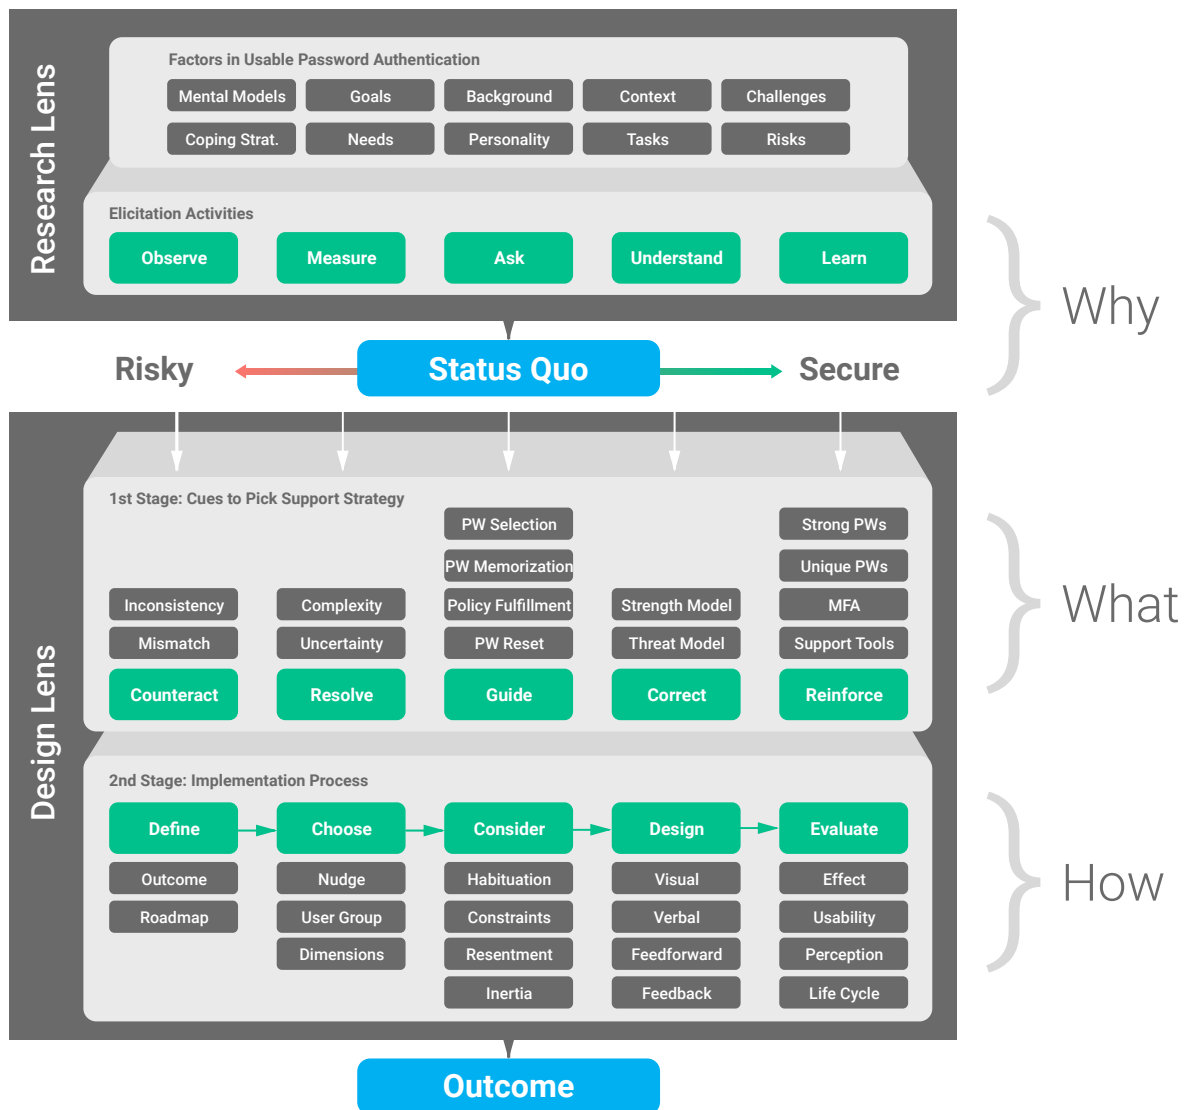 Research Lens
Factors in Usable Password Authentication
Mental Models
Goals
Background
Context
Challenges
Coping Strat.
Needs
Personality
Tasks
Risks
Elicitation Activities
Observe
Measure
Ask
Understand
Learn
Why
Risky
Status Quo
Secure
Design Lens
1st Stage: Cues to Pick Support Strategy
PW Selection
Strong PWs
PW Memorization
Unique PWs
Inconsistency
Complexity
Policy Fulfillment
Strength Model
MFA
Mismatch
Uncertainty
PW Reset
Threat Model
Support Tools
Counteract
Resolve
Guide
Correct
Reinforce
What
2nd Stage: Implementation Process
Define
Choose
Consider
Design
Evaluate
Outcome
Nudge
Habituation
Visual
Effect
Roadmap
User Group
Constraints
Verbal
Usability
Dimensions
Resentment
Feedforward
Perception
Inertia
Feedback
Life Cycle
How
Outcome